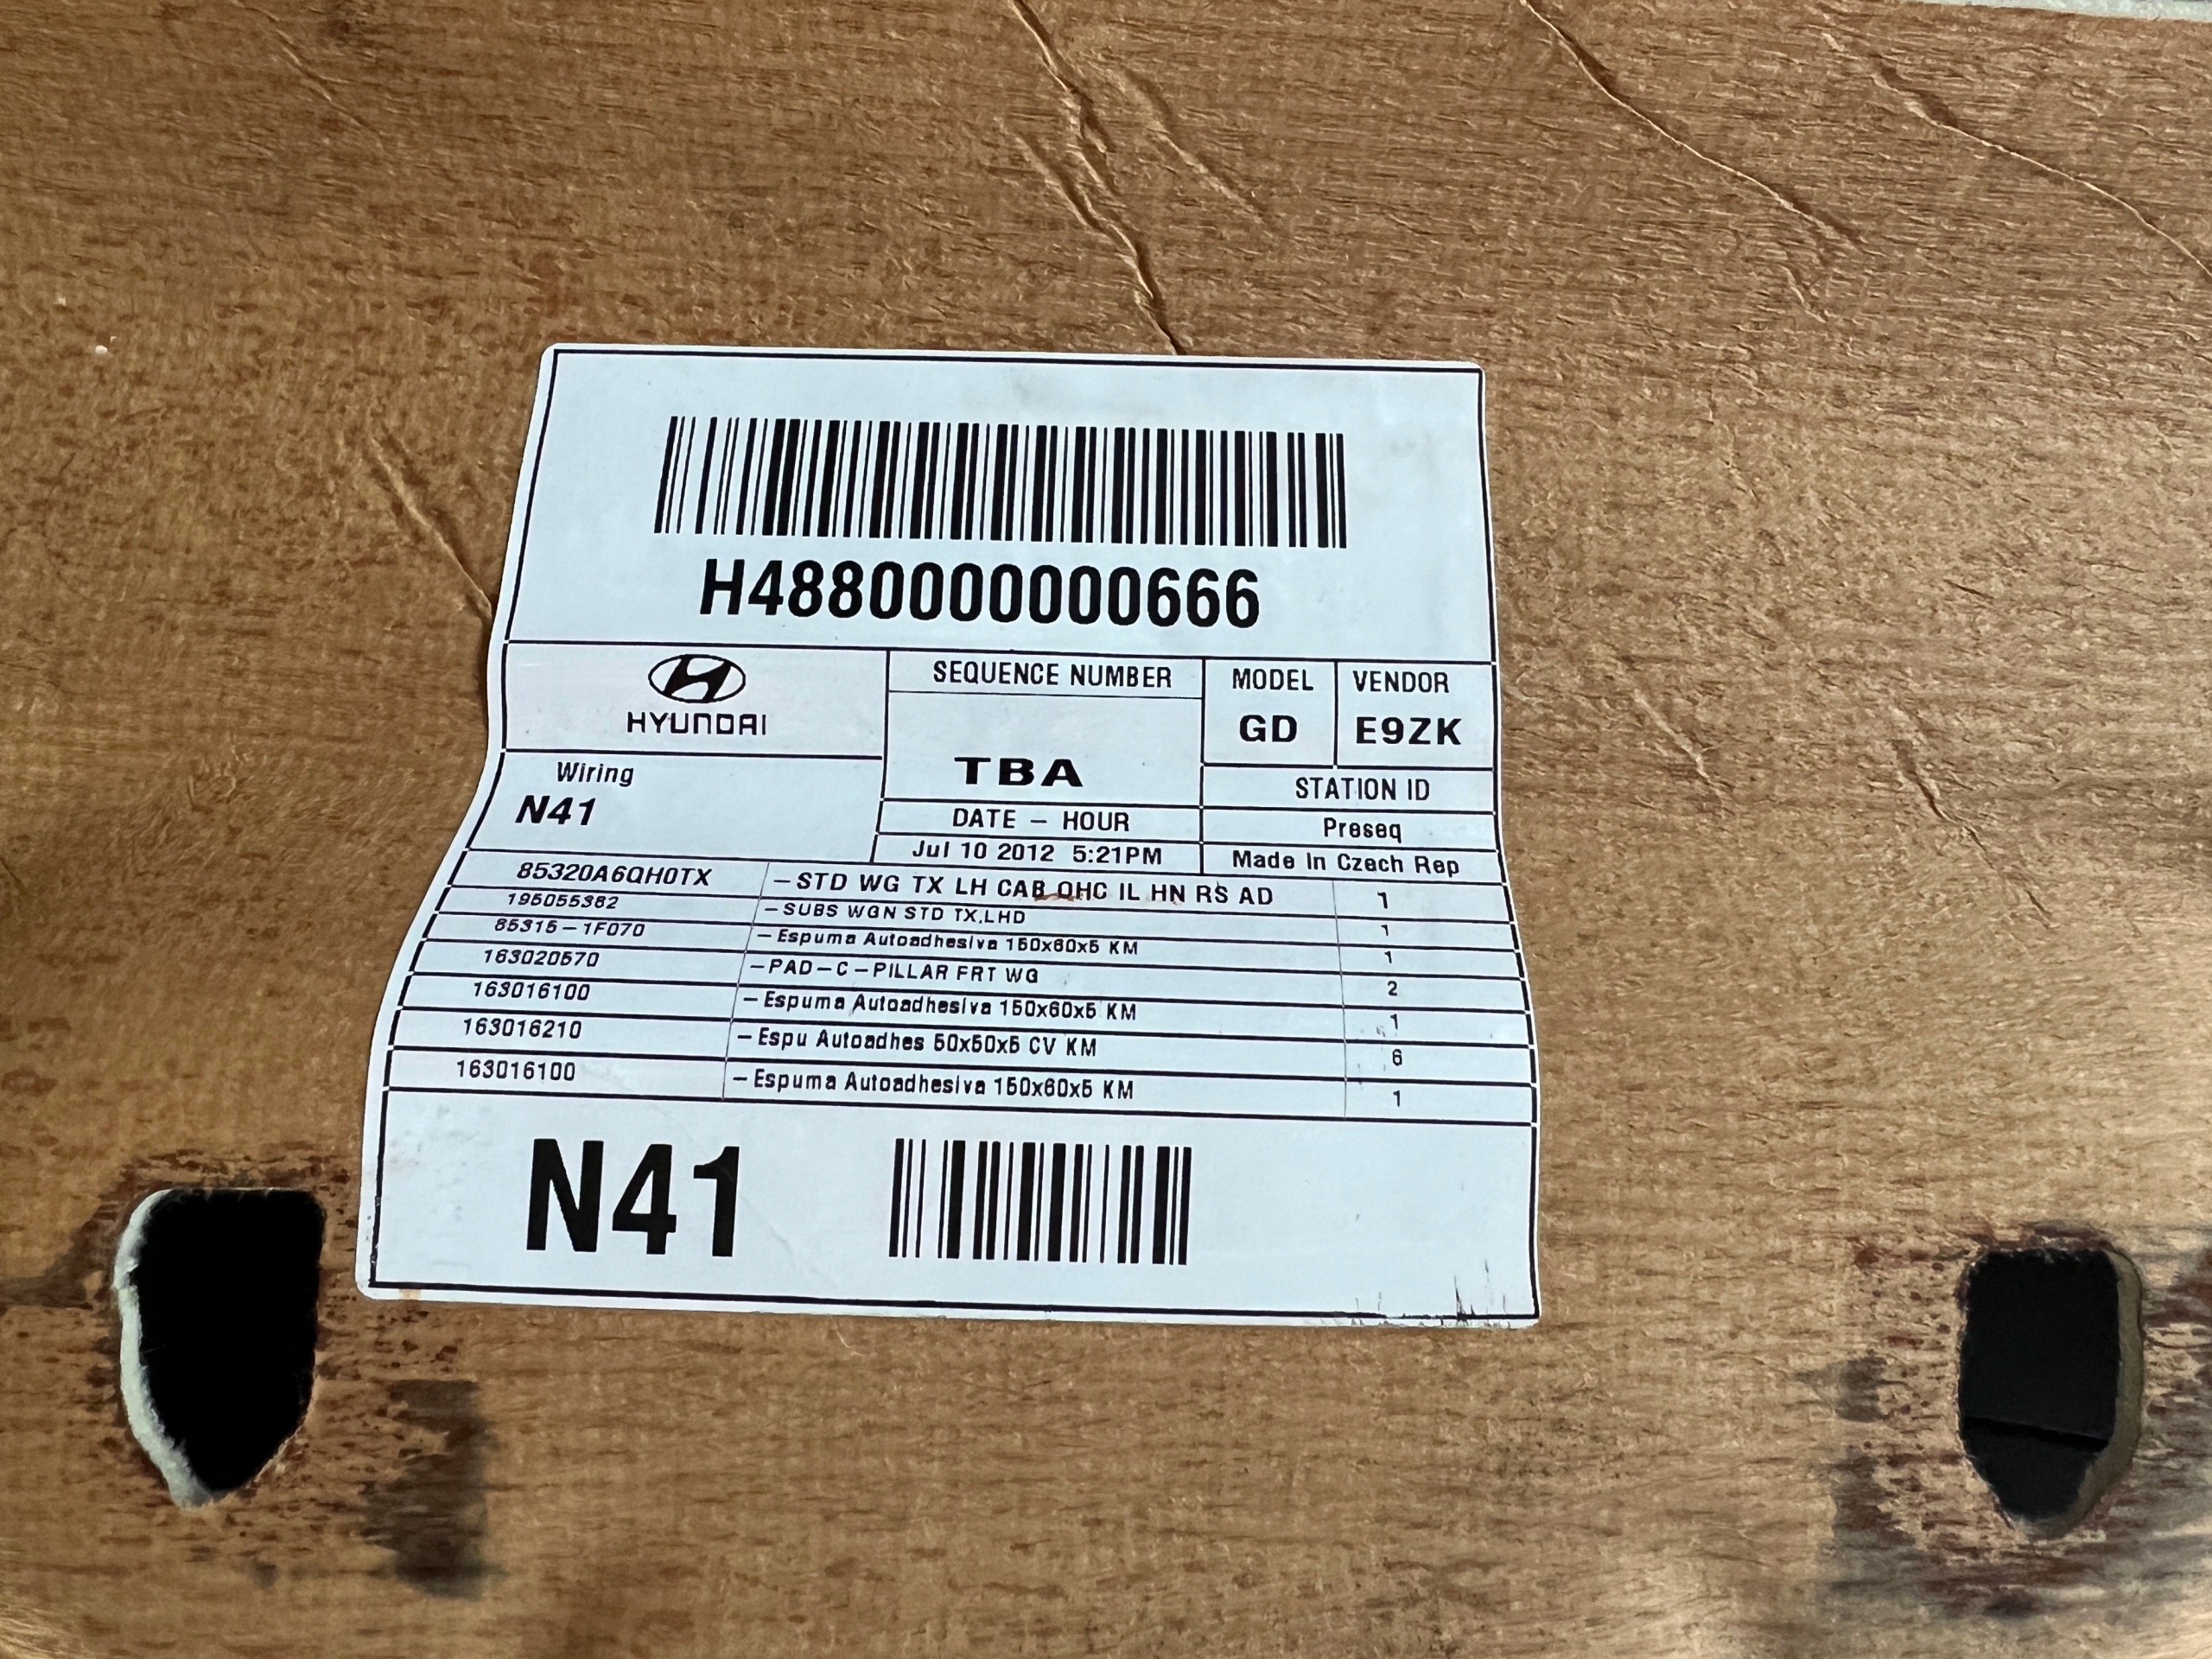 H4880000000666
HYUNDAI
SEQUENCE NUMBER
TBA
MODEL
GD
VENDOR
E9ZK
Wiring
N41
DATE - HOUR
Jul 10 2012 5:21PM
STATION ID
Preseq
Made In Czech Rep
85320A6QH0TX -STD WG TX LH CAB OHC IL HN RS AD 1
195055382 -SUBS WGN STD TX,LHD 1
85315-1F070 -Espuma Autoadhesiva 150x60x5 KM 1
163020570 -PAD-C-PILLAR FRT WG 2
163016100 -Espuma Autoadhesiva 150x60x5 KM 1
163016210 -Espu Autoadhes 50x50x5 CV KM 6
163016100 -Espuma Autoadhesiva 150x60x5 KM 1
N41